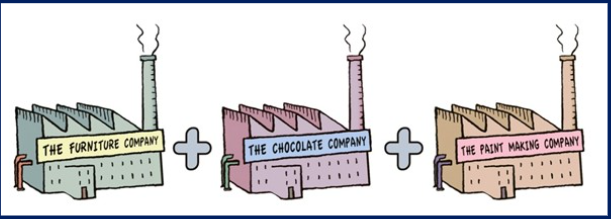 THE FURNITURE COMPANY
THE CHOCOLATE COMPANY
THE PAINT MAKING COMPANY